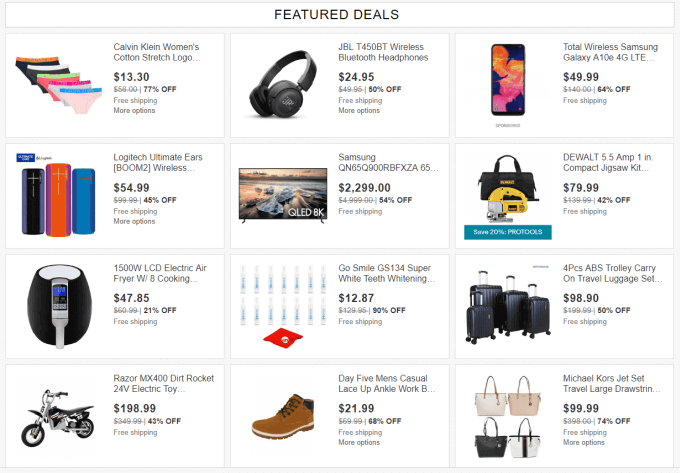 FEATURED DEALS
Calvin Klein Women's
Cotton Stretch Logo...
$13.30
$58.00 | 77% OFF
Free shipping
More options
JBL T450BT Wireless
Bluetooth Headphones
$24.95
$49.95 | 50% OFF
Free shipping
More options
Total Wireless Samsung
Galaxy A10e 4G LTE...
$49.99
$140.00 | 64% OFF
Free shipping
SPONSORED
Logitech Ultimate Ears
[BOOM2] Wireless...
$54.99
$99.99 | 45% OFF
Free shipping
More options
Samsung
QN65Q900RBFXZA 65...
$2,299.00
$4,999.00 | 54% OFF
Free shipping
QLED 8K
DEWALT 5.5 Amp 1 in.
Compact Jigsaw Kit...
$79.99
$139.99 | 42% OFF
Free shipping
DEWALT
Save 20%: PROTOOLS
1500W LCD Electric Air
Fryer W/ 8 Cooking...
$47.85
$60.99 | 21% OFF
Free shipping
Go Smile GS134 Super
White Teeth Whitening...
$12.87
$129.95 | 90% OFF
Free shipping
4Pcs ABS Trolley Carry
On Travel Luggage Set...
$98.90
$199.99 | 50% OFF
Free shipping
Razor MX400 Dirt Rocket
24V Electric Toy...
$198.99
$349.99 | 43% OFF
Free shipping
Day Five Mens Casual
Lace Up Ankle Work B...
$21.99
$69.99 | 68% OFF
Free shipping
More options
Michael Kors Jet Set
Travel Large Drawstrin...
$99.99
$398.00 | 74% OFF
Free shipping
More options